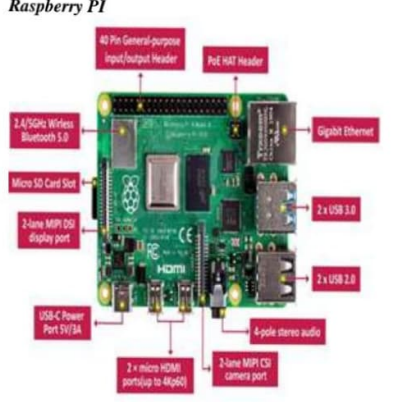 Raspberry PI
40 Pin General-purpose
input/output Header
PoE HAT Header
2.4/5GHz Wirless
Bluetooth 5.0
Gigabit Ethernet
Micro SD Card Slot
2-lane MIPI DSI
display port
2 x USB 3.0
HDMI
2 x USB 2.0
USB-C Power
Port 5V/3A
4-pole stereo audio
2 × micro HDMI
ports(up to 4Kp60)
2-lane MIPI CSI
camera port